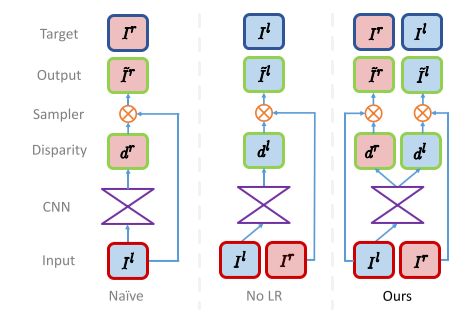 Target I^r I^l I^r I^l
Output Ĩ^r Ĩ^l Ĩ^r Ĩ^l
Sampler
Disparity d^r d^l d^r d^l
CNN
Input I^l I^l I^r I^l I^r
Naïve No LR Ours